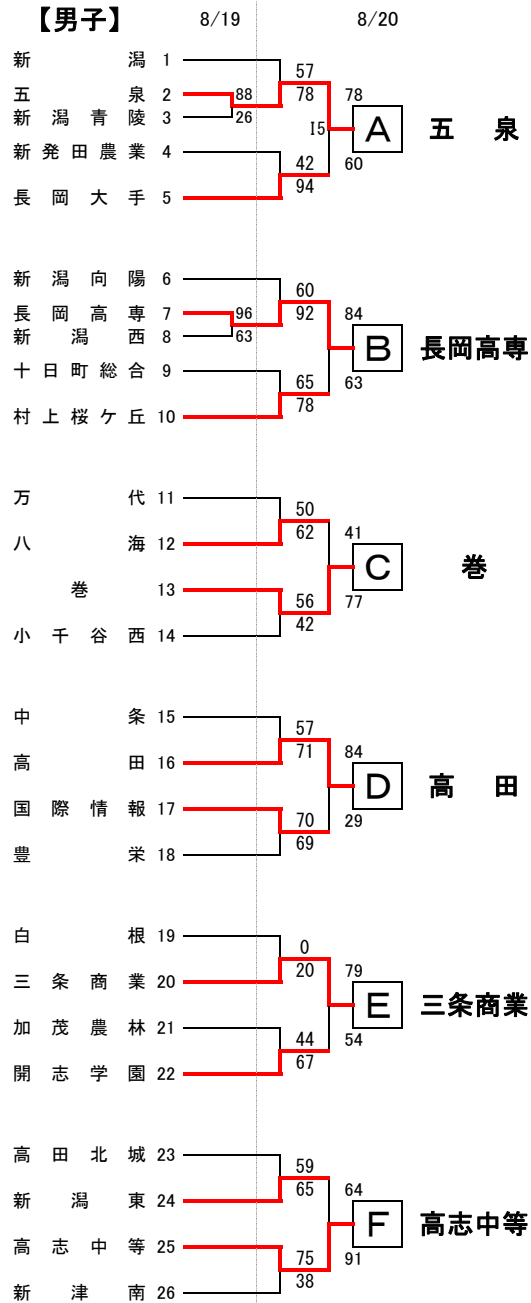 【男子】 8/19 8/20
新潟 1
57
五泉 2 88
78 78
新潟青陵 3 26
15 A 五泉
新発田農業 4
42 60
長岡大手 5
94
新潟向陽 6
60
長岡高専 7 96
92 84
新潟西 8 63
B 長岡高専
十日町総合 9
65 63
村上桜ケ丘 10
78
万代 11
50
八海 12
62 41
C 巻
巻 13
56 77
小千谷西 14
42
中条 15
57
高田 16
71 84
D 高田
国際情報 17
70 29
豊栄 18
69
白根 19
0
三条商業 20
20 79
E 三条商業
加茂農林 21
44 54
開志学園 22
67
高田北城 23
59
新潟東 24
65 64
F 高志中等
高志中等 25
75 91
新津南 26
38